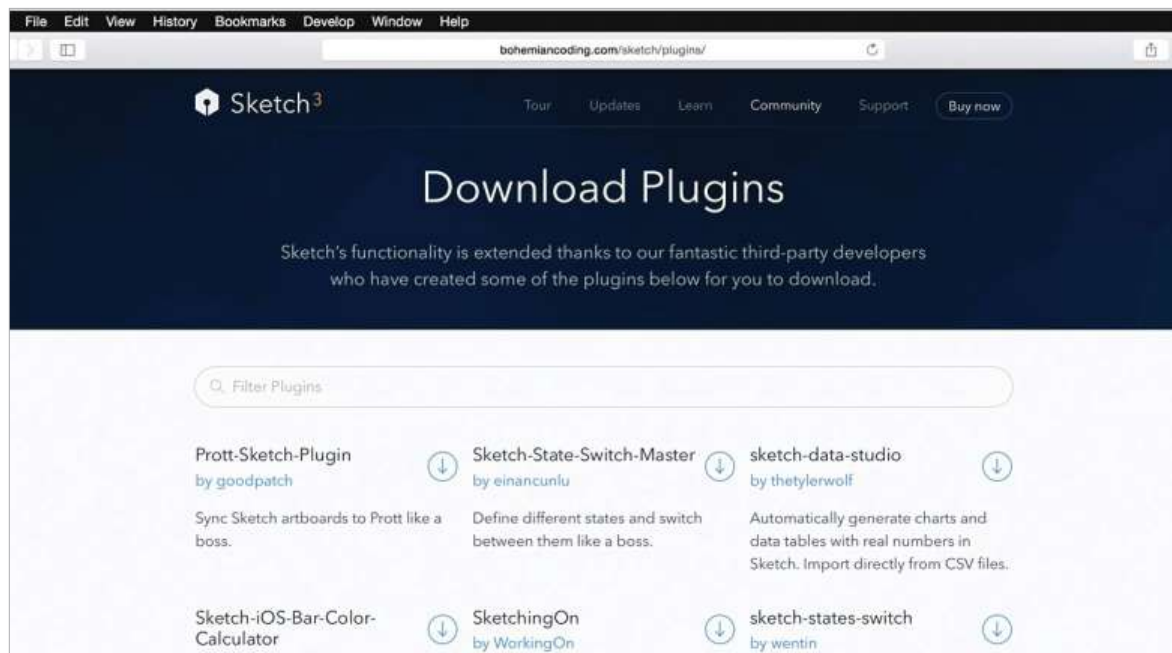 File Edit View History Bookmarks Develop Window Help
bohemiancoding.com/sketch/plugins/
Sketch3
Tour Updates Learn Community Support Buy now
Download Plugins
Sketch's functionality is extended thanks to our fantastic third-party developers
who have created some of the plugins below for you to download.
Filter Plugins
Prott-Sketch-Plugin
by goodpatch
Sync Sketch artboards to Prott like a
boss.
Sketch-State-Switch-Master
by einancunlu
Define different states and switch
between them like a boss.
sketch-data-studio
by thetylerwolf
Automatically generate charts and
data tables with real numbers in
Sketch. Import directly from CSV files.
Sketch-iOS-Bar-Color-
Calculator
SketchingOn
by WorkingOn
sketch-states-switch
by wentin